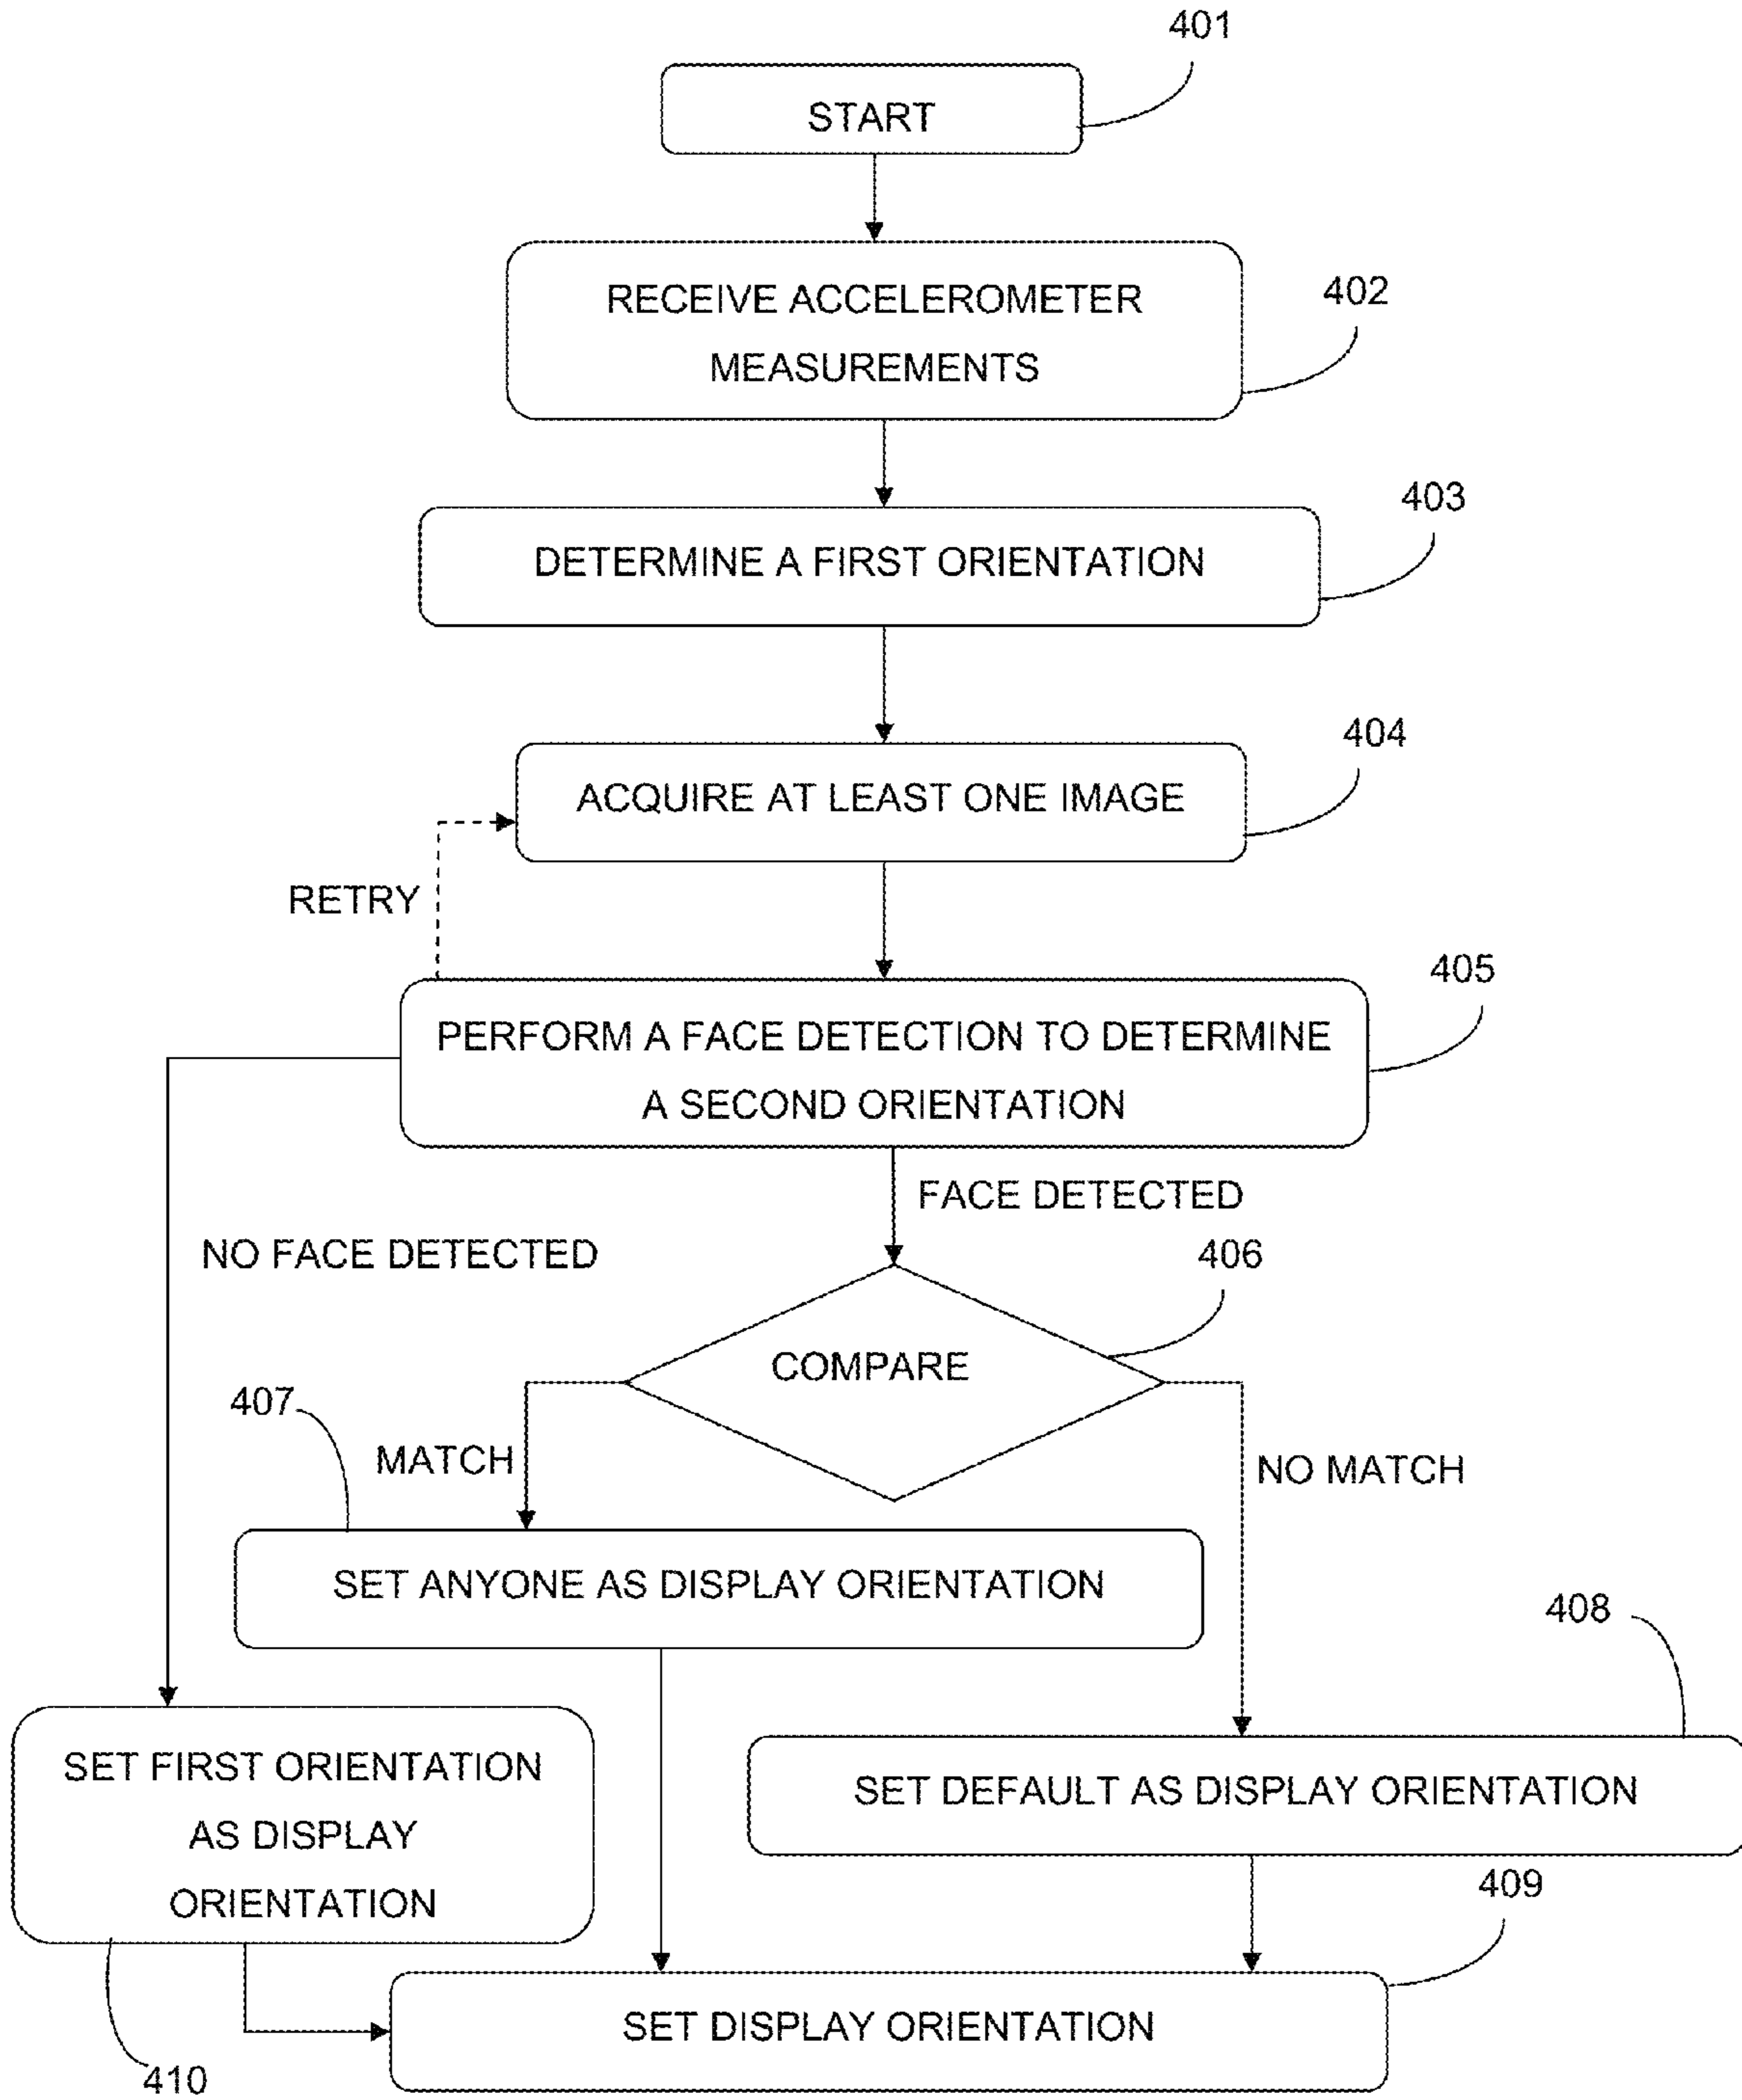 401
START
402
RECEIVE ACCELEROMETER
MEASUREMENTS
403
DETERMINE A FIRST ORIENTATION
404
ACQUIRE AT LEAST ONE IMAGE
RETRY
405
PERFORM A FACE DETECTION TO DETERMINE
A SECOND ORIENTATION
FACE DETECTED
NO FACE DETECTED
406
COMPARE
407
MATCH
NO MATCH
SET ANYONE AS DISPLAY ORIENTATION
408
SET FIRST ORIENTATION
AS DISPLAY
ORIENTATION
SET DEFAULT AS DISPLAY ORIENTATION
409
SET DISPLAY ORIENTATION
410